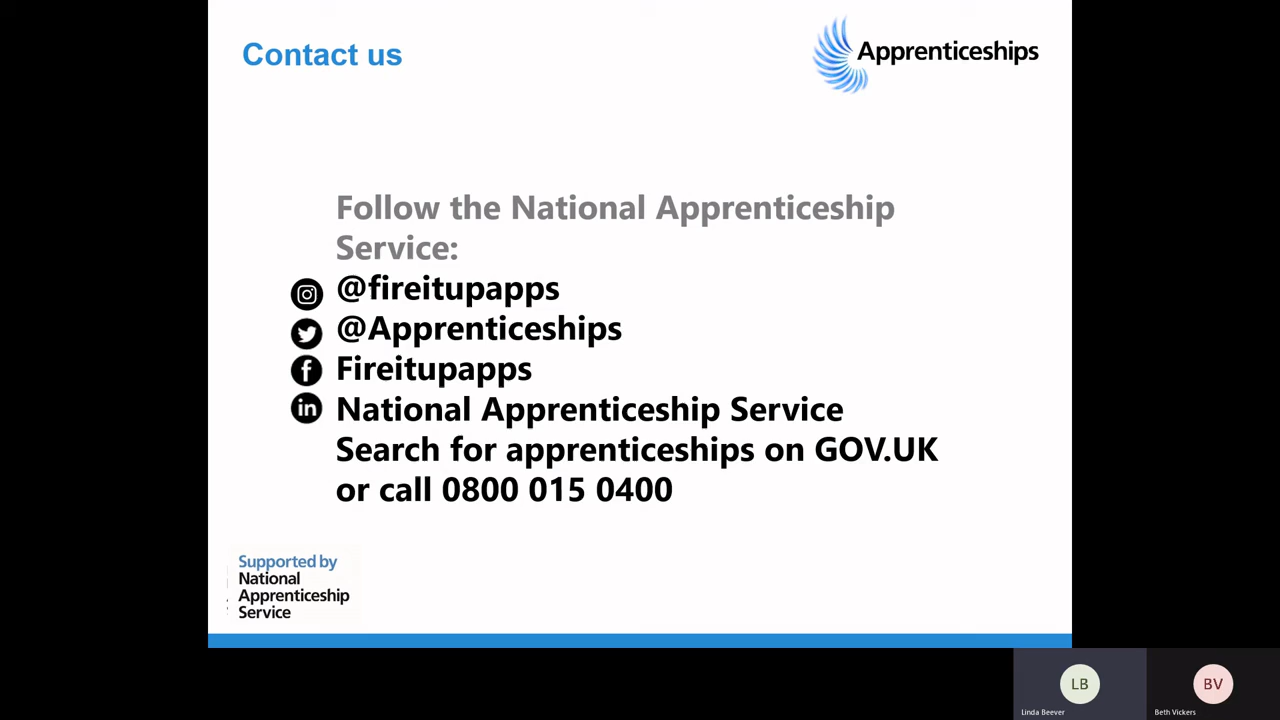 Contact us
Apprenticeships
Follow the National Apprenticeship
Service:
@fireitupapps
@Apprenticeships
Fireitupapps
in
National Apprenticeship Service
Search for apprenticeships on GOV.UK
or call 0800 015 0400
Supported by
National
Apprenticeship
Service
LB
Linda Beever
BV
Beth Vickers